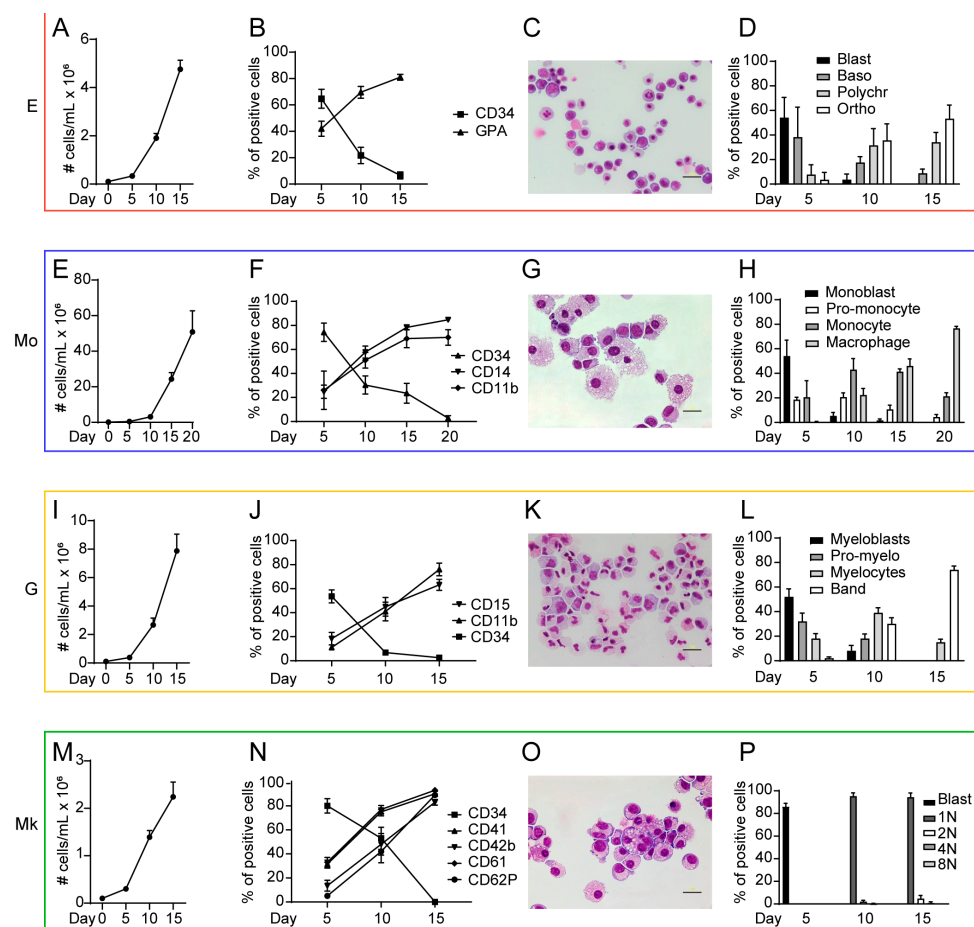 A
# cells/mL x 10⁶
6
4
2
0
Day 0 5 10 15
B
% of positive cells
100
80
60
40
20
0
Day 5 10 15
CD34
GPA
C
D
Blast
Baso
Polychr
Ortho
% of positive cells
100
80
60
40
20
0
Day 5 10 15
E
E
# cells/mL x 10⁶
80
60
40
20
0
Day 0 5 10 15 20
F
% of positive cells
100
80
60
40
20
0
Day 5 10 15 20
CD34
CD14
CD11b
G
H
Monoblast
Pro-monocyte
Monocyte
Macrophage
% of positive cells
100
80
60
40
20
0
Day 5 10 15 20
Mo
I
# cells/mL x 10⁶
10
8
6
4
2
0
Day 0 5 10 15
J
% of positive cells
100
80
60
40
20
0
Day 5 10 15
CD15
CD11b
CD34
K
L
Myeloblasts
Pro-myelo
Myelocytes
Band
% of positive cells
100
80
60
40
20
0
Day 5 10 15
G
M
# cells/mL x 10⁶
3
2
1
0
Day 0 5 10 15
N
% of positive cells
100
80
60
40
20
0
Day 5 10 15
CD34
CD41
CD42b
CD61
CD62P
O
P
% of positive cells
100
80
60
40
20
0
Day 5 10 15
Blast
1N
2N
4N
8N
Mk